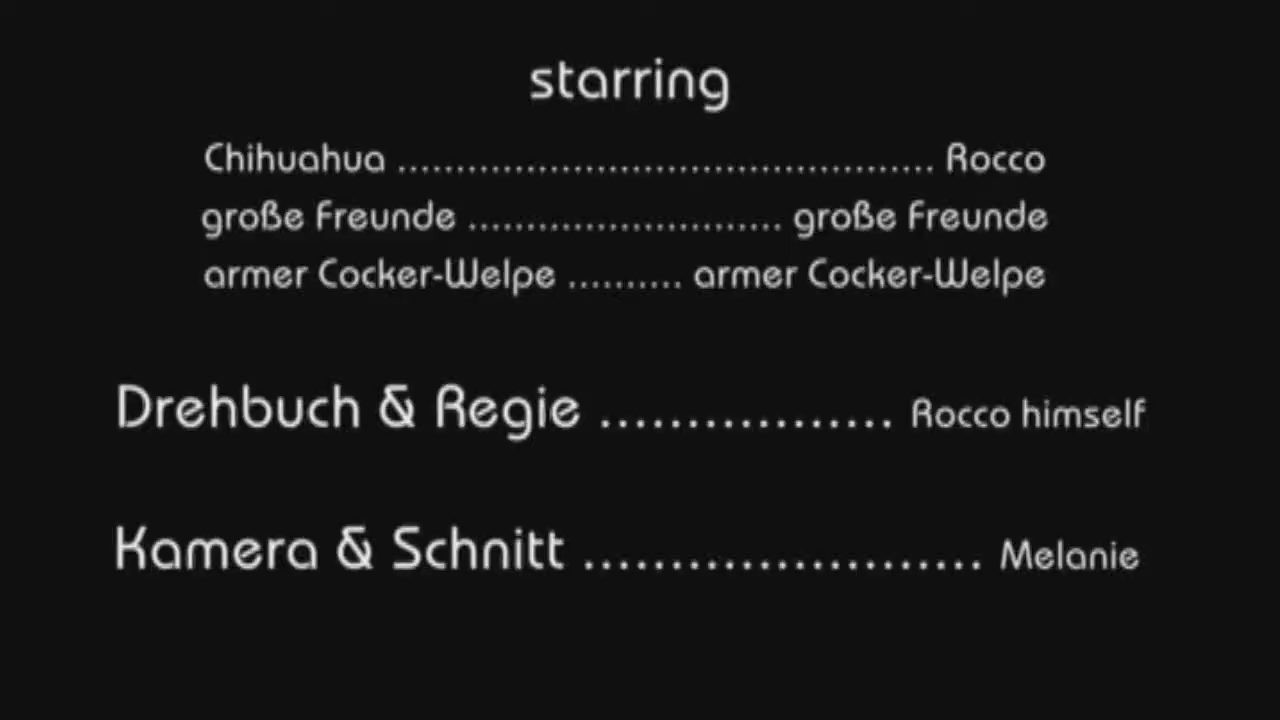 starring
Chihuahua .............................................. Rocco
große Freunde ........................... große Freunde
armer Cocker-Welpe .......... armer Cocker-Welpe
Drehbuch & Regie ................. Rocco himself
Kamera & Schnitt ....................... Melanie